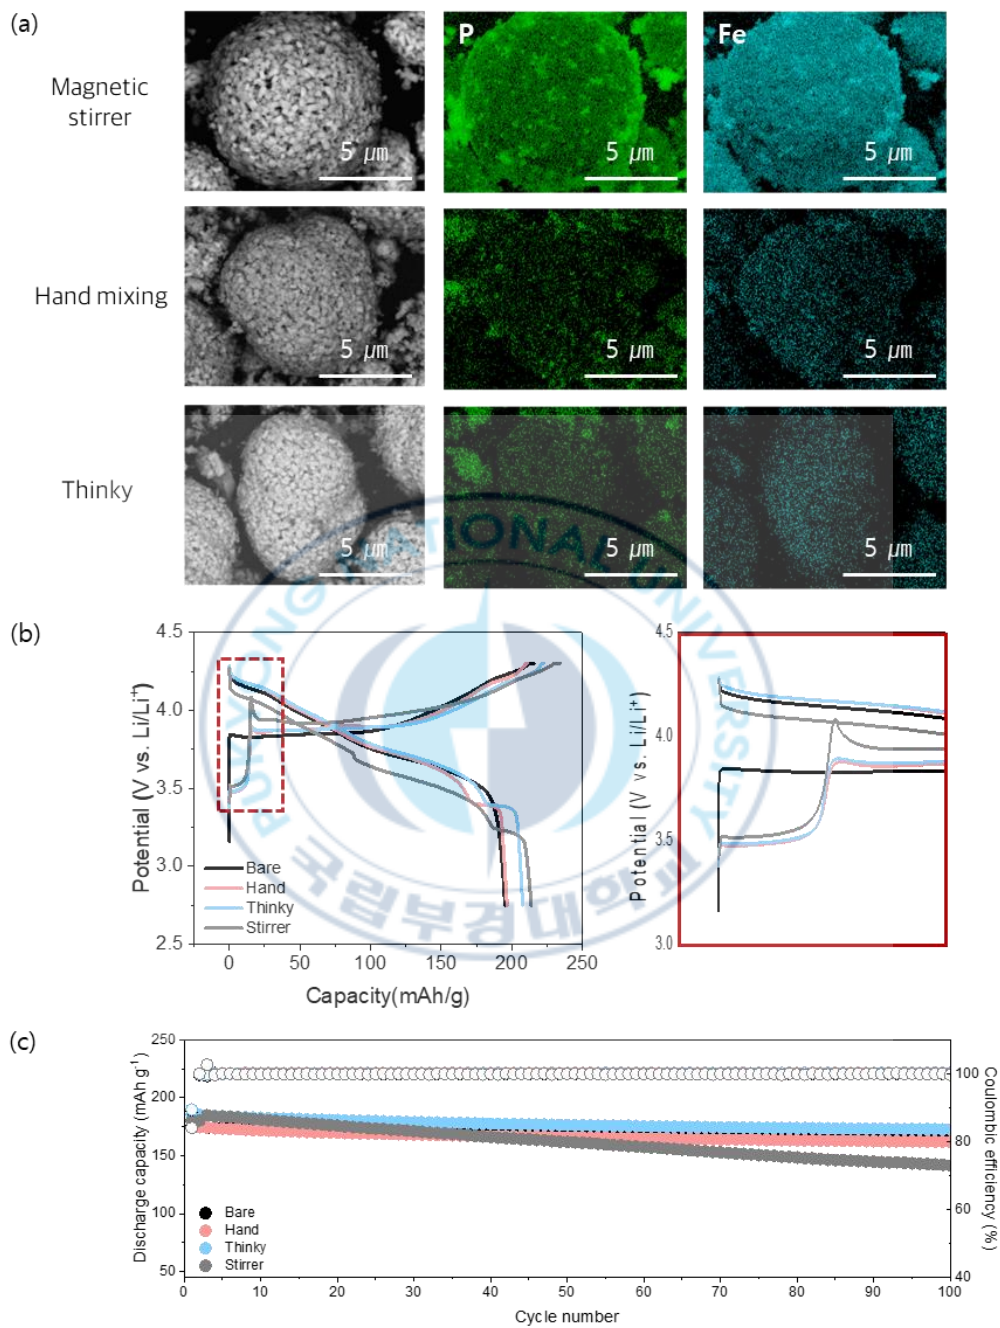 (a)
Magnetic
stirrer
P
Fe
5 μm
5 μm
5 μm
Hand mixing
5 μm
5 μm
5 μm
Thinky
5 μm
5 μm
5 μm
PUKYONG NATIONAL UNIVERSITY
국립부경대학교
(b)
Potential (V vs. Li/Li⁺)
4.5
4.0
3.5
3.0
2.5
Bare
Hand
Thinky
Stirrer
0
50
100
150
200
250
Capacity(mAh/g)
Potential (V vs. Li/Li⁺)
4.5
4.0
3.5
3.0
(c)
Discharge capacity (mAh g⁻¹)
250
200
150
100
50
Bare
Hand
Thinky
Stirrer
0
10
20
30
40
50
60
70
80
90
100
Cycle number
100
80
60
40
Coulombic efficiency (%)